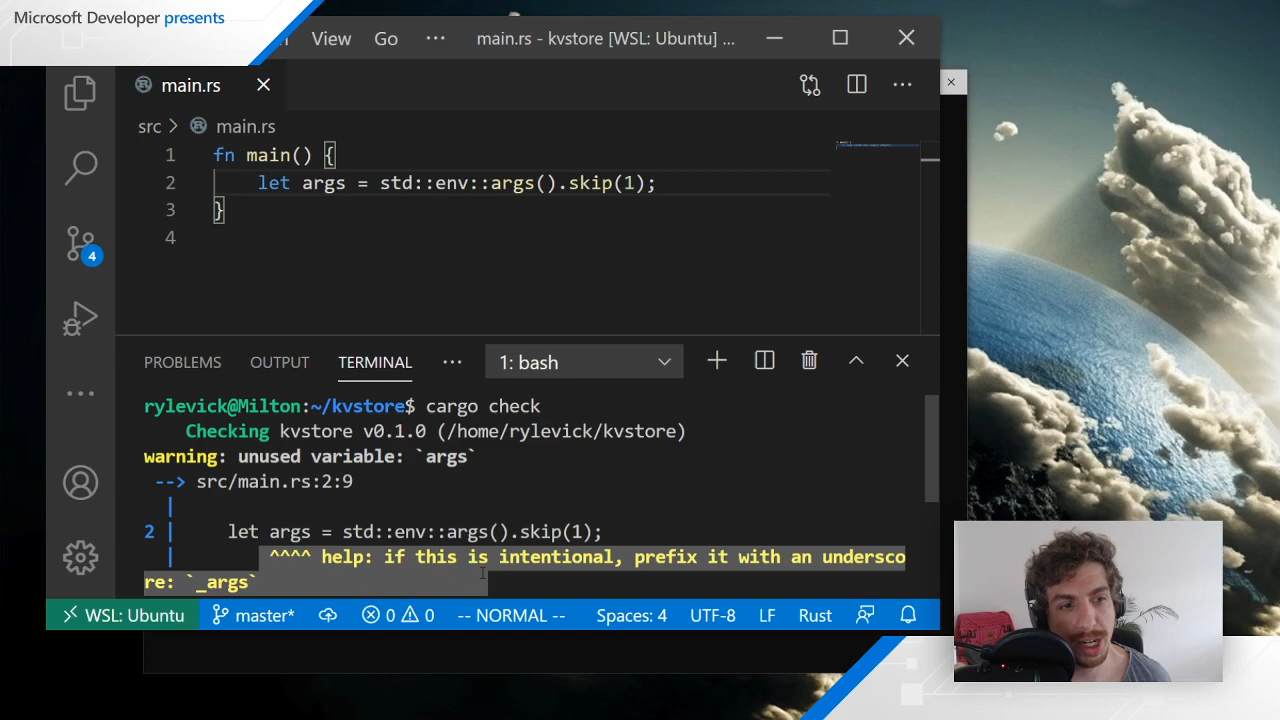 Microsoft Developer presents
View Go ··· main.rs - kvstore [WSL: Ubuntu] ...
main.rs
src > main.rs
1 fn main() {
2 let args = std::env::args().skip(1);
3 }
4
4
PROBLEMS OUTPUT TERMINAL ··· 1: bash
rylevick@Milton:~/kvstore$ cargo check
Checking kvstore v0.1.0 (/home/rylevick/kvstore)
warning: unused variable: `args`
--> src/main.rs:2:9
|
2 | let args = std::env::args().skip(1);
| ^^^^ help: if this is intentional, prefix it with an undersco
re: `_args`
WSL: Ubuntu master* 0 0 -- NORMAL -- Spaces: 4 UTF-8 LF Rust